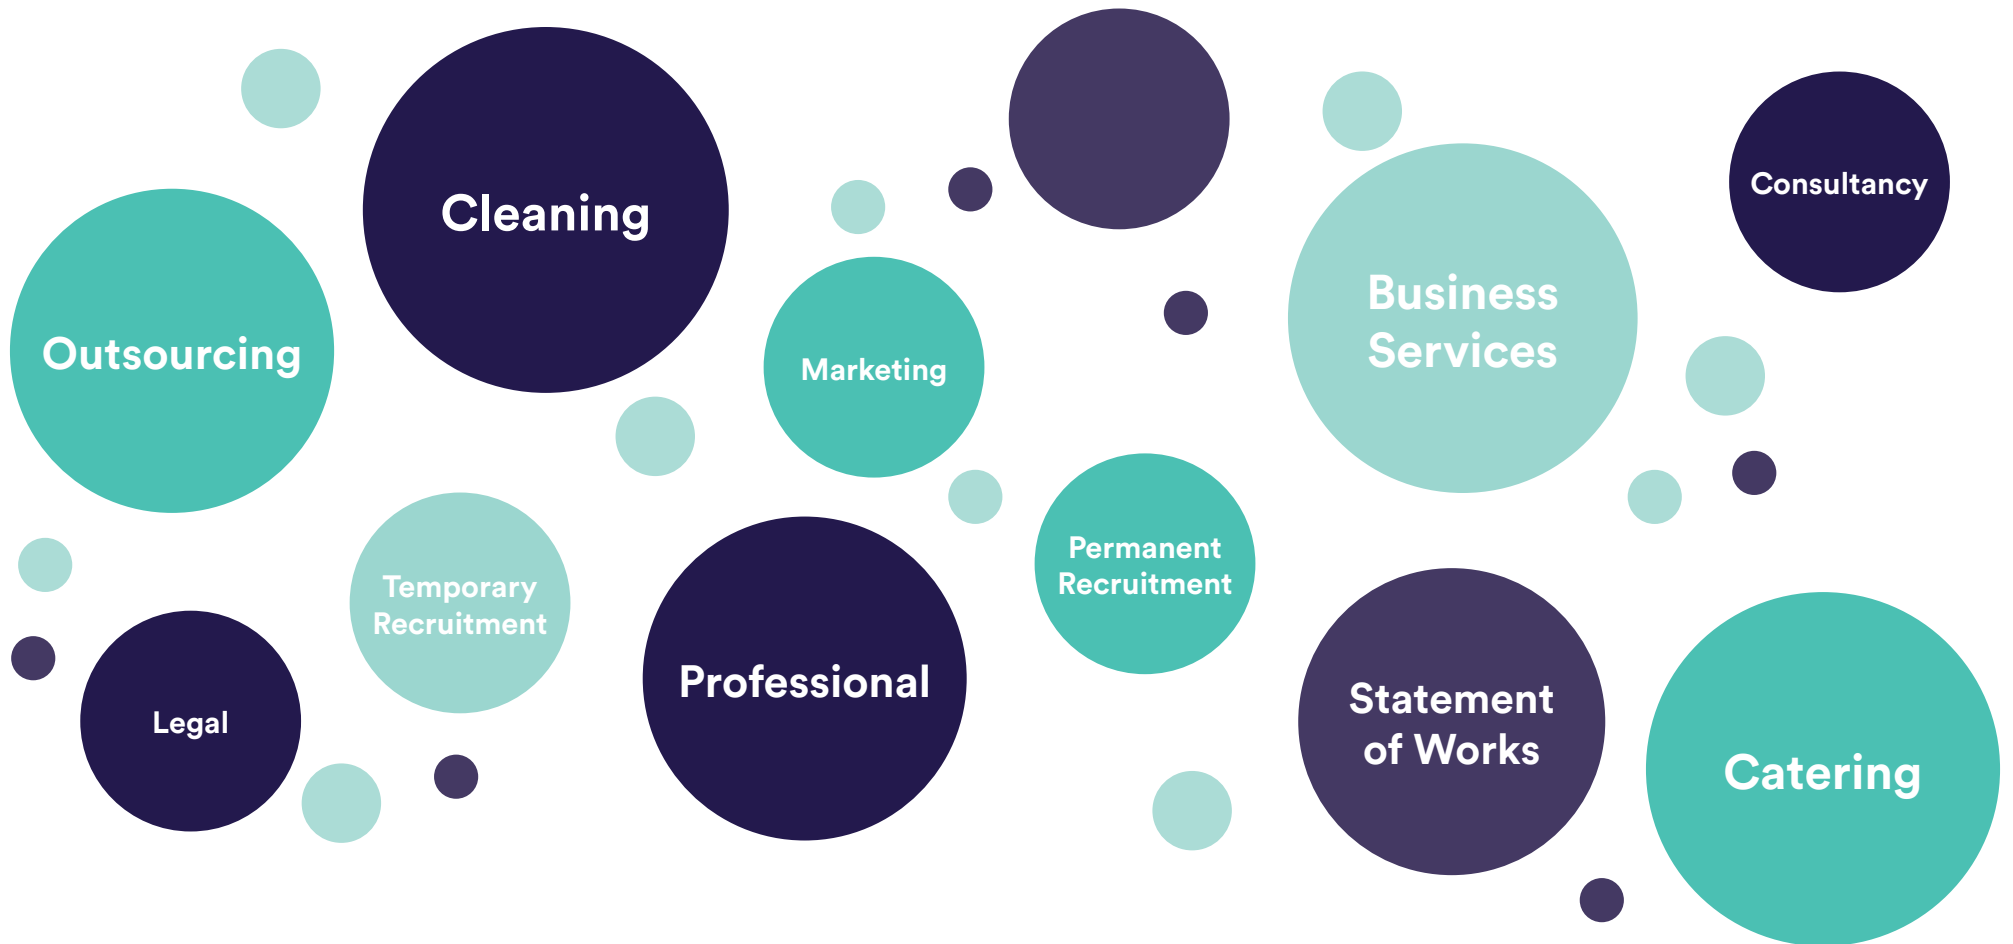 Cleaning
Consultancy
Outsourcing
Marketing
Business
Services
Temporary
Recruitment
Permanent
Recruitment
Legal
Professional
Statement
of Works
Catering